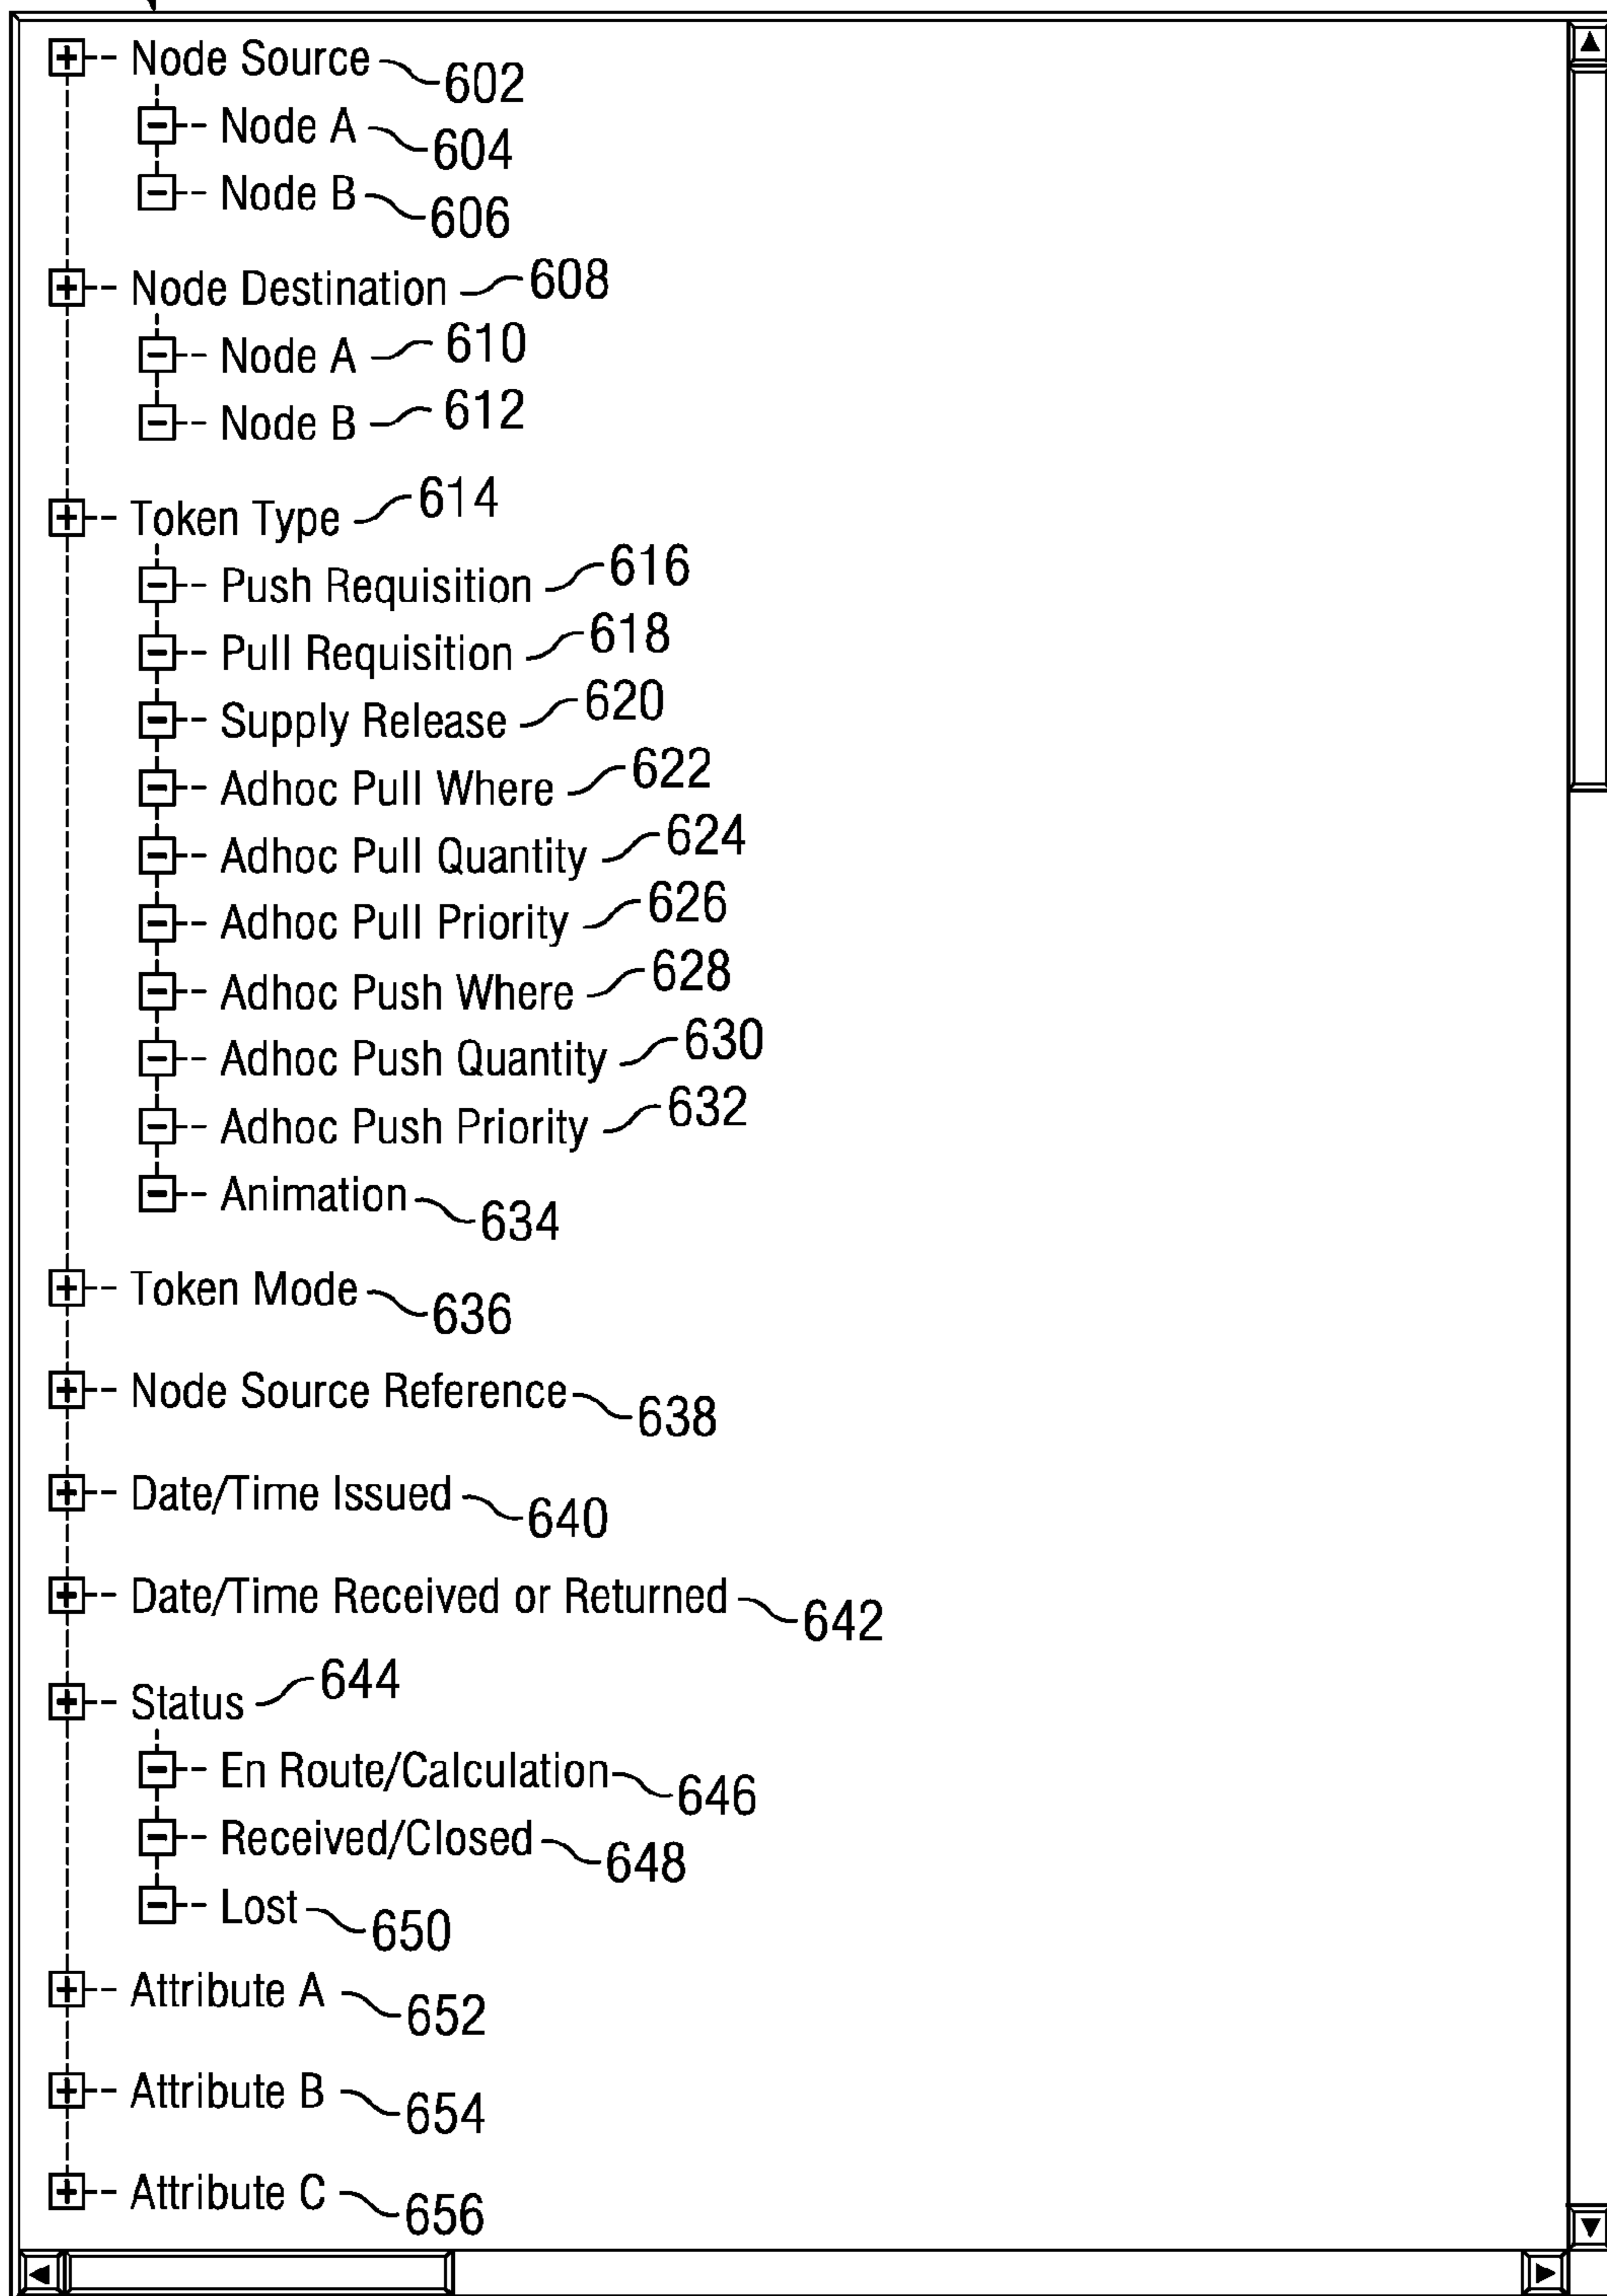 Node Source 602
Node A 604
Node B 606
Node Destination 608
Node A 610
Node B 612
Token Type 614
Push Requisition 616
Pull Requisition 618
Supply Release 620
Adhoc Pull Where 622
Adhoc Pull Quantity 624
Adhoc Pull Priority 626
Adhoc Push Where 628
Adhoc Push Quantity 630
Adhoc Push Priority 632
Animation 634
Token Mode 636
Node Source Reference 638
Date/Time Issued 640
Date/Time Received or Returned 642
Status 644
En Route/Calculation 646
Received/Closed 648
Lost 650
Attribute A 652
Attribute B 654
Attribute C 656